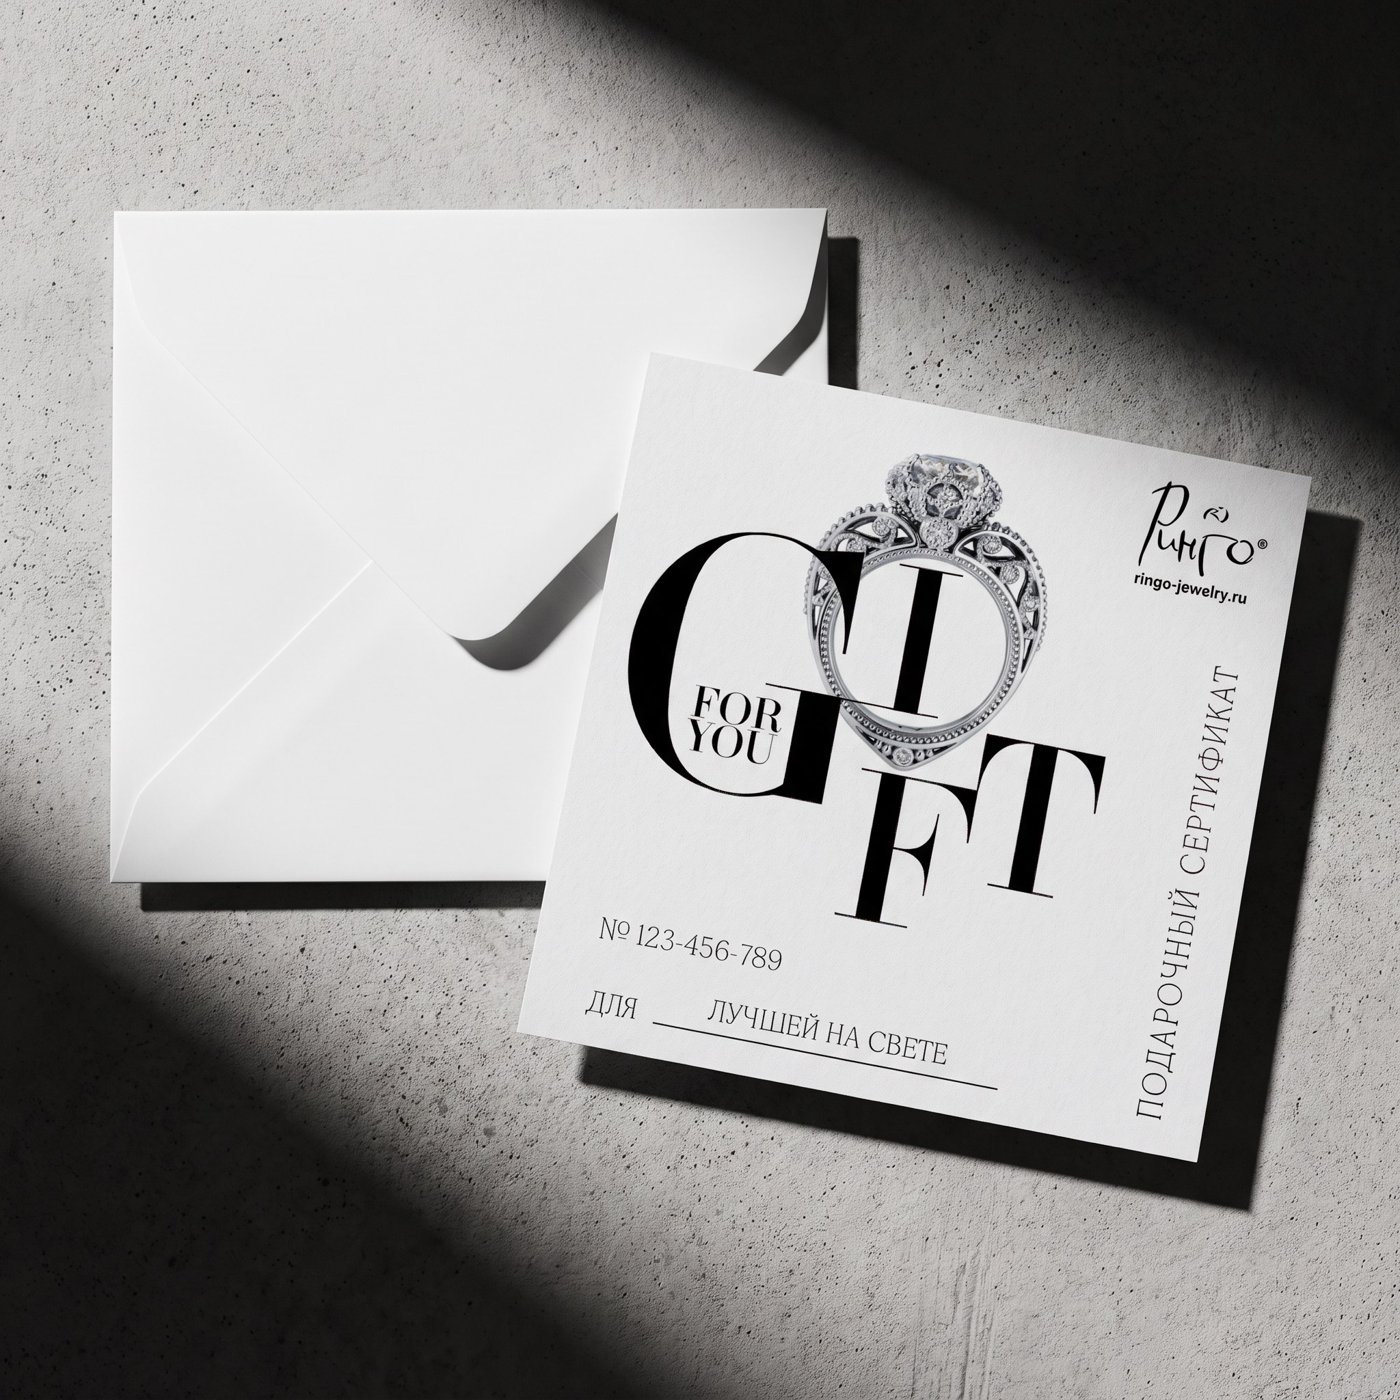 Ринго®
ringo-jewelry.ru
GIFT
FOR
YOU
ПОДАРОЧНЫЙ СЕРТИФИКАТ
№ 123-456-789
ДЛЯ ЛУЧШЕЙ НА СВЕТЕ